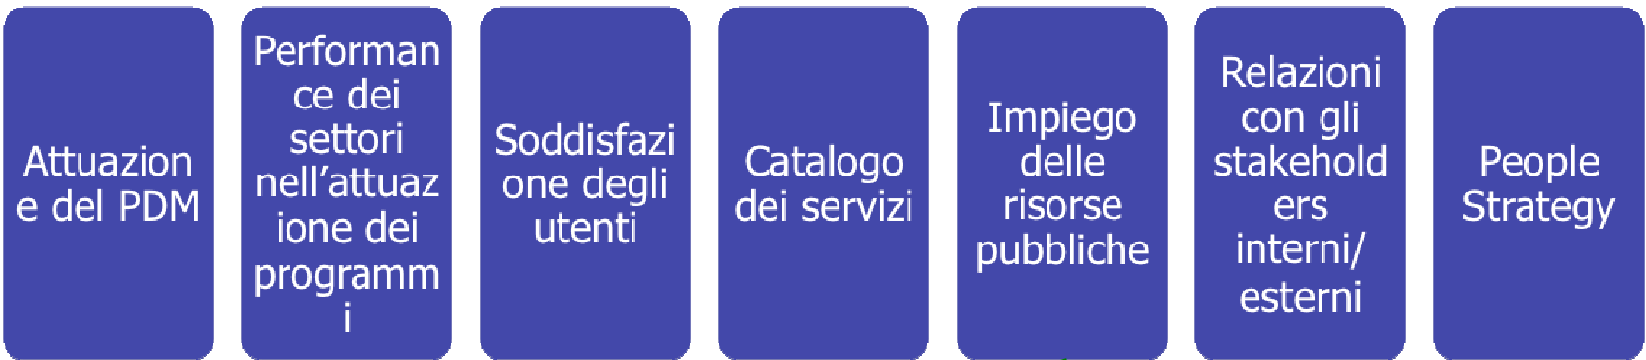 Attuazion
e del PDM
Performan
ce dei
settori
nell’attuaz
ione dei
programm
i
Soddisfazi
one degli
utenti
Catalogo
dei servizi
Impiego
delle
risorse
pubbliche
Relazioni
con gli
stakehold
ers
interni/
esterni
People
Strategy